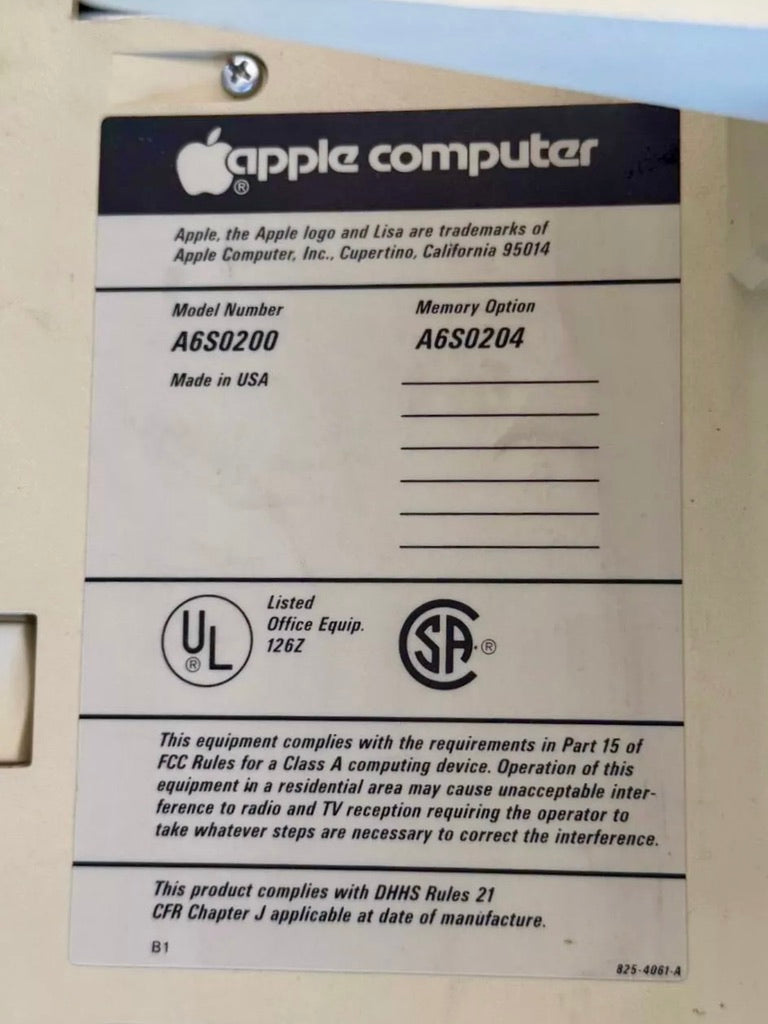 apple computer
®
Apple, the Apple logo and Lisa are trademarks of
Apple Computer, Inc., Cupertino, California 95014
Model Number
A6S0200
Made in USA
Memory Option
A6S0204
UL
®
Listed
Office Equip.
126Z
CSA ®
This equipment complies with the requirements in Part 15 of
FCC Rules for a Class A computing device. Operation of this
equipment in a residential area may cause unacceptable inter-
ference to radio and TV reception requiring the operator to
take whatever steps are necessary to correct the interference.
This product complies with DHHS Rules 21
CFR Chapter J applicable at date of manufacture.
B1
825-4061-A